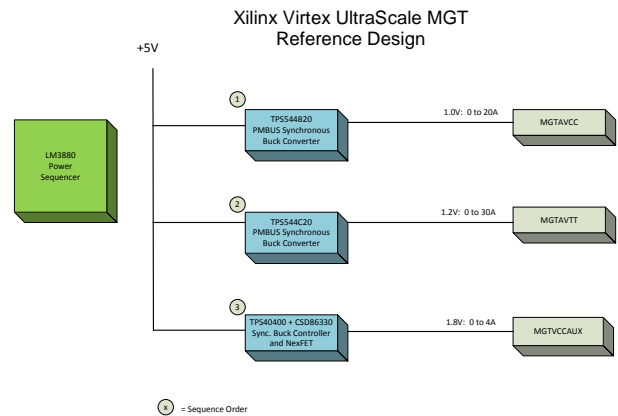 Xilinx Virtex UltraScale MGT
Reference Design
+5V
1
TPS544B20
PMBUS Synchronous
Buck Converter
1.0V: 0 to 20A
MGTAVCC
LM3880
Power
Sequencer
2
TPS544C20
PMBUS Synchronous
Buck Converter
1.2V: 0 to 30A
MGTAVTT
3
TPS40400 + CSD86330
Sync. Buck Controller
and NexFET
1.8V: 0 to 4A
MGTVCCAUX
x = Sequence Order